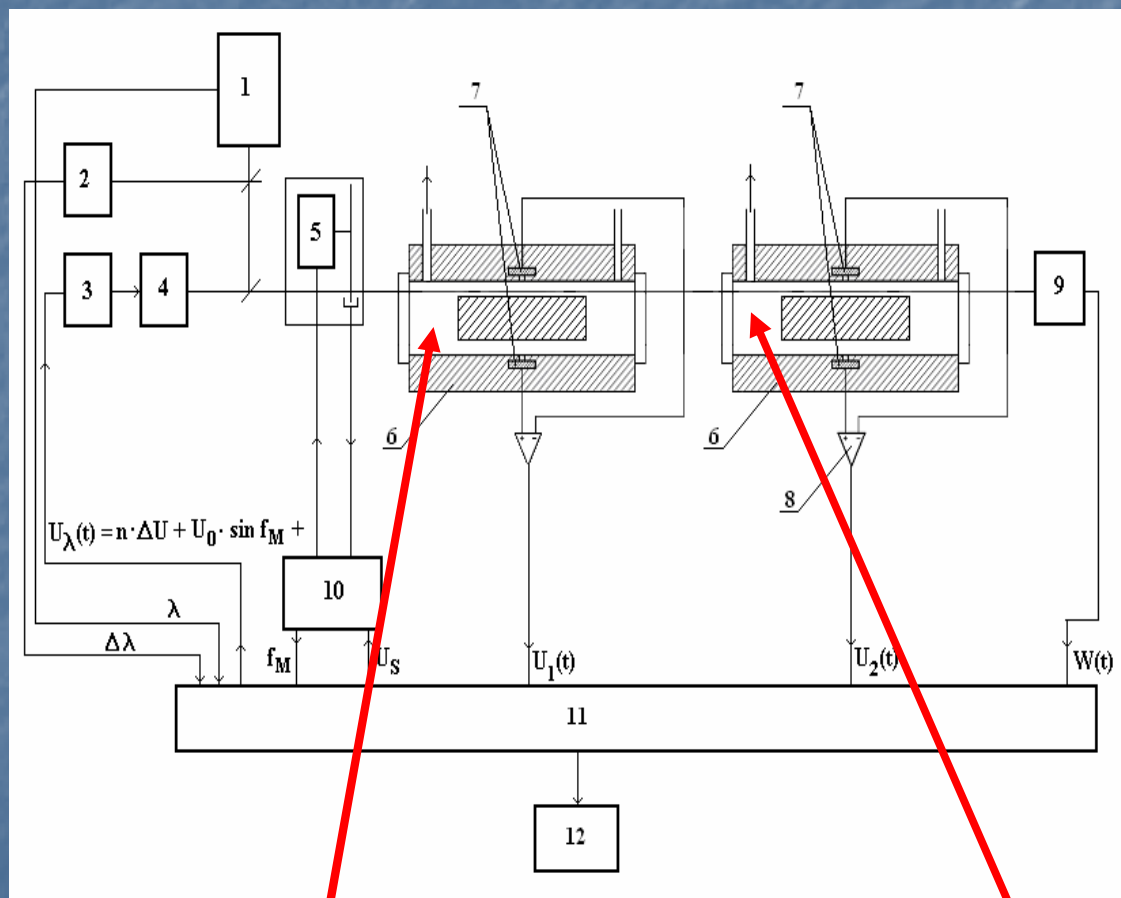 1
7
7
2
5
3
4
9
6
6
8
U_λ(t) = n·ΔU + U_0· sin f_M +
10
λ
Δλ
f_M
U_S
U_1(t)
U_2(t)
W(t)
11
12
+ -
+ -